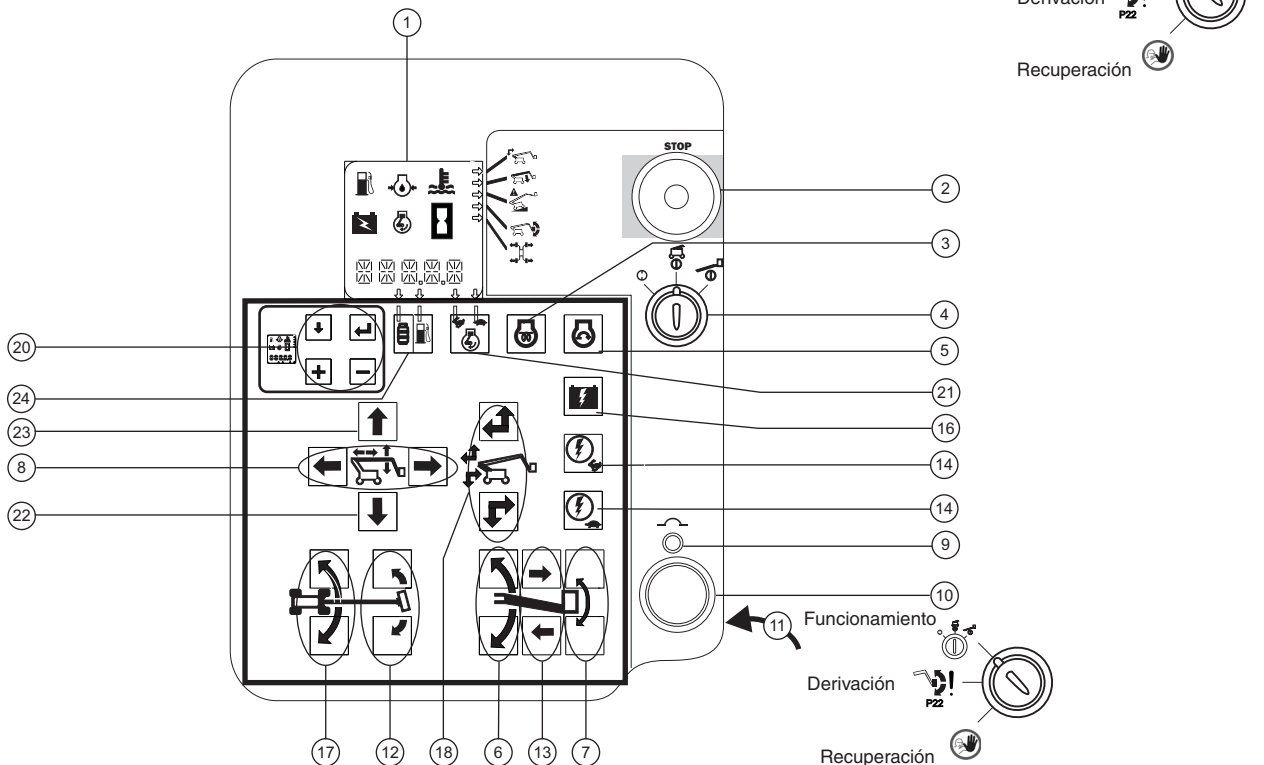 Derivación
P22
Recuperación
1
STOP
2
3
4
20
5
24
21
23
16
8
14
22
14
9
10
11
Funcionamiento
Derivación
P22
Recuperación
17
12
18
6
13
7